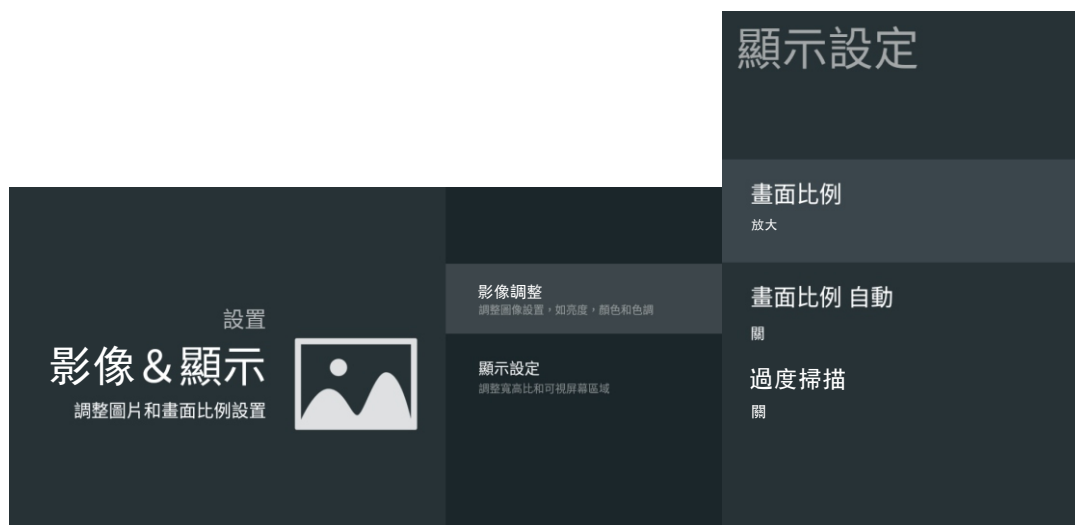 設置
影像&顯示
調整圖片和畫面比例設置
影像調整
調整圖像設置，如亮度，顏色和色調
顯示設定
調整寬高比和可視屏幕區域
顯示設定
畫面比例
放大
畫面比例 自動
關
過度掃描
關